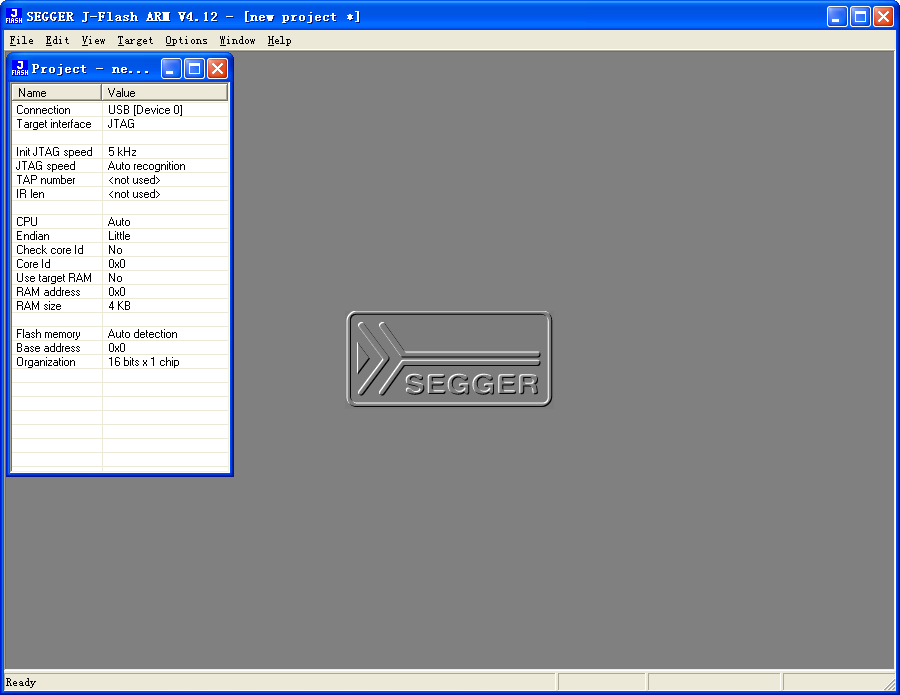 J FLASH SEGGER J-Flash ARM V4.12 - [new project *]
File Edit View Target Options Window Help
J FLASH Project - ne...
Name Value
Connection USB [Device 0]
Target interface JTAG
Init JTAG speed 5 kHz
JTAG speed Auto recognition
TAP number <not used>
IR len <not used>
CPU Auto
Endian Little
Check core Id No
Core Id 0x0
Use target RAM No
RAM address 0x0
RAM size 4 KB
Flash memory Auto detection
Base address 0x0
Organization 16 bits x 1 chip
SEGGER
Ready